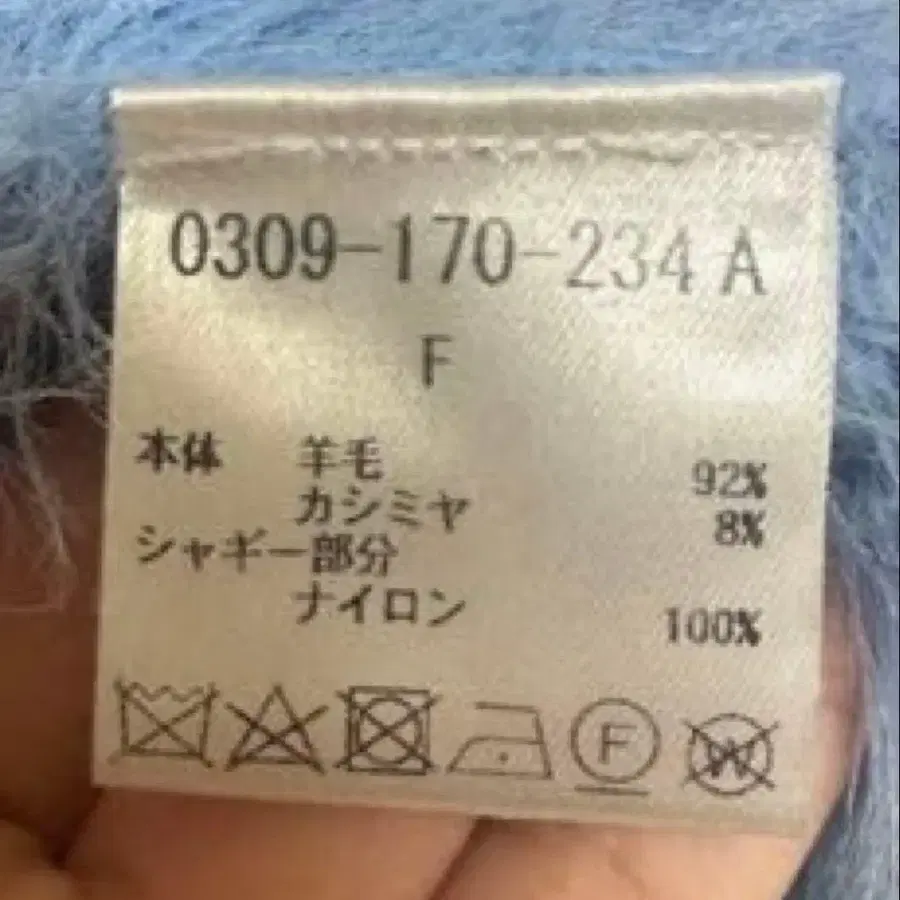 0309-170-234 A
F
本体 羊毛 92%
カシミヤ 8%
シャギー部分
ナイロン 100%
F W